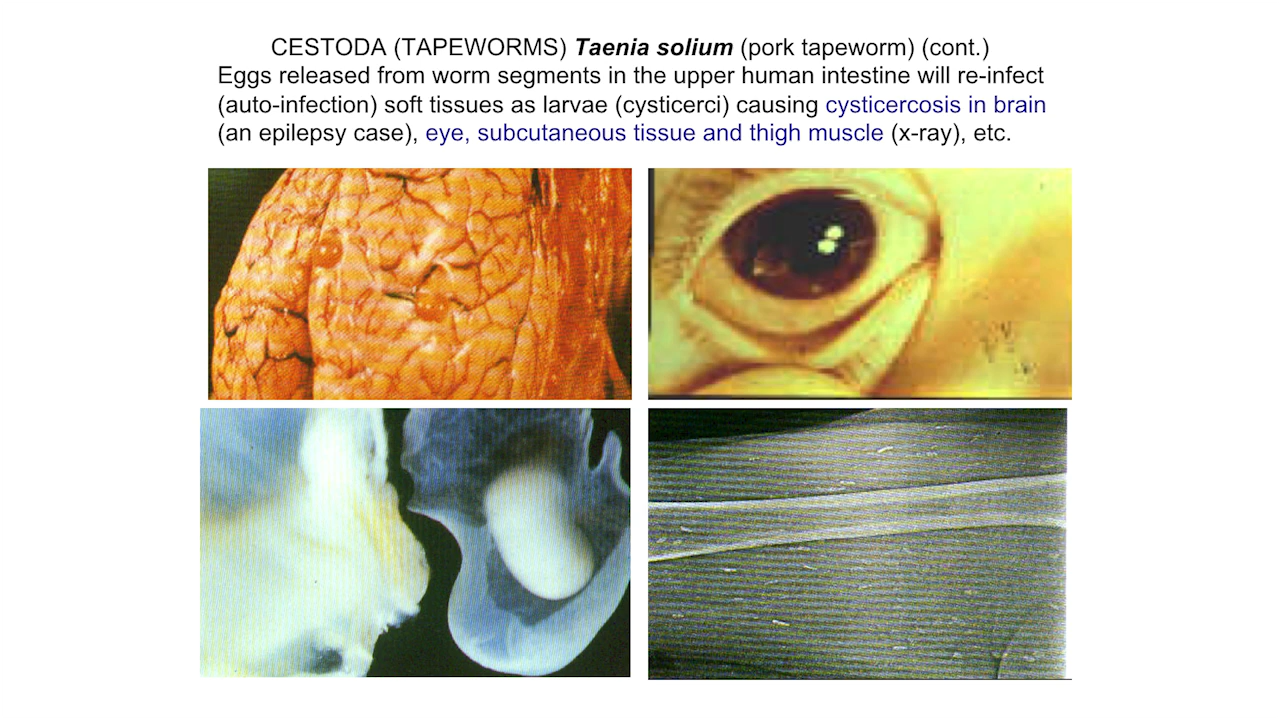 CESTODA (TAPEWORMS) Taenia solium (pork tapeworm) (cont.)
Eggs released from worm segments in the upper human intestine will re-infect
(auto-infection) soft tissues as larvae (cysticerci) causing cysticercosis in brain
(an epilepsy case), eye, subcutaneous tissue and thigh muscle (x-ray), etc.